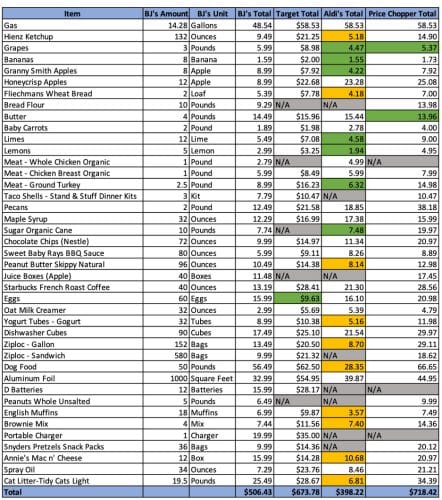 Item BJ's Amount BJ's Unit BJ's Total Target Total Aldi's Total Price Chopper Total
Gas 14.28 Gallons 48.54 $58.53 58.53 58.53
Hienz Ketchup 132 Ounces 9.49 $21.25 5.18 14.90
Grapes 3 Pounds 5.99 $8.98 4.47 5.37
Bananas 8 Banana 1.59 $2.00 1.55 1.73
Granny Smith Apples 8 Apple 8.99 $7.92 4.22 7.92
Honeycrisp Apples 12 Apple 8.99 $22.68 23.28 25.08
Fliechmans Wheat Bread 2 Loaf 5.39 $7.78 4.18 7.00
Bread Flour 10 Pounds 9.29 N/A N/A 13.98
Butter 4 Pounds 14.49 $15.96 15.44 13.96
Baby Carrots 2 Pound 1.89 $1.98 2.78 4.00
Limes 12 Lime 5.49 $7.08 4.58 9.00
Lemons 5 Lemon 2.99 $3.25 1.94 4.95
Meat - Whole Chicken Organic 1 Pound 2.79 N/A 4.99 N/A
Meat - Chicken Breast Organic 1 Pound 5.99 $8.49 5.99 7.99
Meat - Ground Turkey 2.5 Pound 8.99 $16.23 6.32 14.98
Taco Shells - Stand & Stuff Dinner Kits 3 Kit 7.79 $10.47 N/A 10.47
Pecans 2 Pound 12.49 $21.58 18.85 38.18
Maple Syrup 32 Ounces 12.29 $16.99 17.38 15.99
Sugar Organic Cane 10 Pounds 7.74 N/A 7.48 19.97
Chocolate Chips (Nestle) 72 Ounces 9.99 $14.97 11.34 20.97
Sweet Baby Rays BBQ Sauce 80 Ounces 5.99 $9.11 8.26 8.89
Peanut Butter Skippy Natural 96 Ounces 10.49 $14.38 8.14 12.98
Juice Boxes (Apple) 40 Boxes 11.48 N/A N/A 17.45
Starbucks French Roast Coffee 40 Ounces 13.19 $28.41 21.30 28.56
Eggs 60 Eggs 15.99 $9.63 16.10 20.98
Oat Milk Creamer 32 Ounces 2.99 $5.69 5.39 4.79
Yogurt Tubes - Gogurt 32 Tubes 8.99 $10.38 5.16 11.98
Dishwasher Cubes 90 Cubes 17.49 $25.10 21.54 29.97
Ziploc - Gallon 152 Bags 13.49 $20.50 8.70 29.11
Ziploc - Sandwich 580 Bags 9.99 $21.32 N/A 18.62
Dog Food 50 Pounds 56.49 $62.50 28.35 66.65
Aluminum Foil 1000 Square Feet 32.99 $54.95 39.87 44.95
D Batteries 12 Batteries 15.99 $28.17 N/A N/A
Peanuts Whole Unsalted 5 Pounds 6.49 N/A N/A 9.99
English Muffins 18 Muffins 6.99 $9.87 3.57 7.49
Brownie Mix 4 Mix 7.44 $11.56 7.40 14.36
Portable Charger 1 Charger 19.99 $35.00 N/A N/A
Snyders Pretzels Snack Packs 36 Bags 9.99 $14.36 N/A 20.12
Annie's Mac n' Cheese 12 Box 15.99 $14.28 10.68 20.97
Spray Oil 34 Ounces 7.29 $23.76 8.46 21.21
Cat Litter-Tidy Cats Light 19.5 Pounds 25.49 $28.67 6.81 34.39
Total $506.43 $673.78 $398.22 $718.42